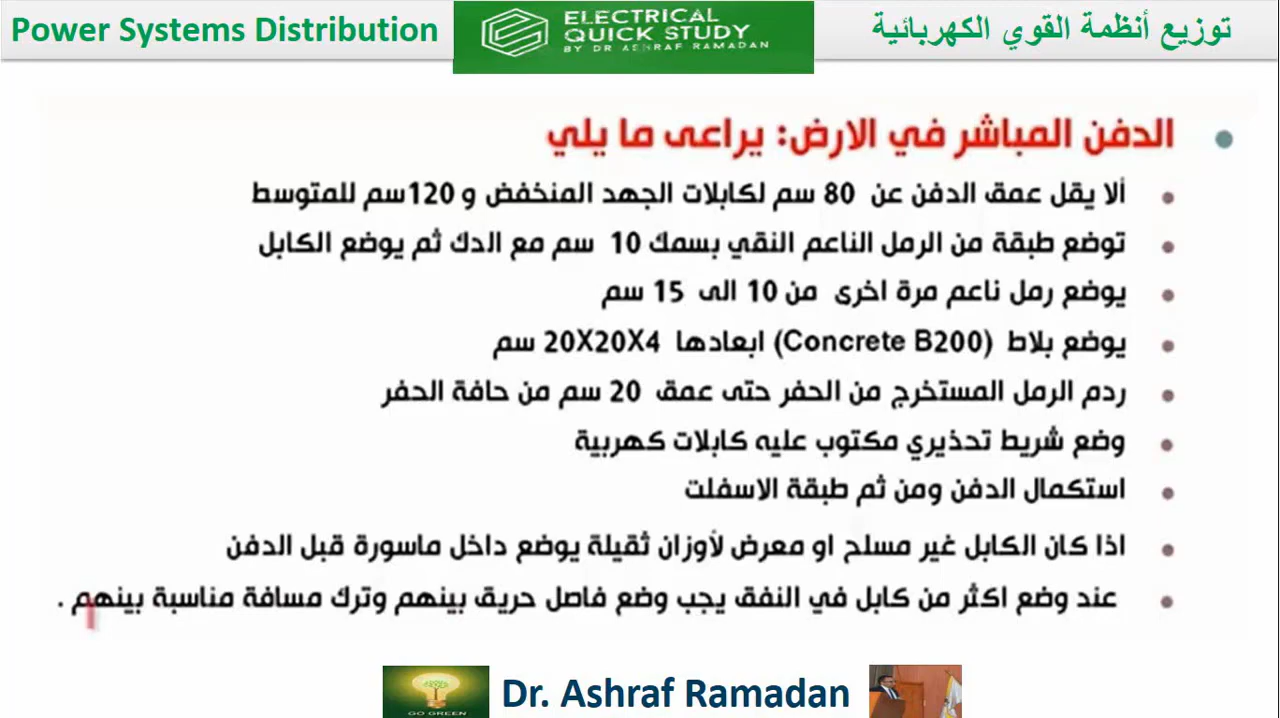 Power Systems Distribution
ELECTRICAL
QUICK STUDY
BY DR ASHRAF RAMADAN
توزيع أنظمة القوي الكهربائية
الدفن المباشر في الارض: يراعى ما يلي
ألا يقل عمق الدفن عن 80 سم لكابلات الجهد المنخفض و 120سم للمتوسط
توضع طبقة من الرمل الناعم النقي بسمك 10 سم مع الدك ثم يوضع الكابل
يوضع رمل ناعم مرة اخرى من 10 الى 15 سم
يوضع بلاط (Concrete B200) ابعادها 20X20X4 سم
ردم الرمل المستخرج من الحفر حتى عمق 20 سم من حافة الحفر
وضع شريط تحذيري مكتوب عليه كابلات كهربية
استكمال الدفن ومن ثم طبقة الاسفلت
اذا كان الكابل غير مسلح او معرض لأوزان ثقيلة يوضع داخل ماسورة قبل الدفن
عند وضع اكثر من كابل في النفق يجب وضع فاصل حريق بينهم وترك مسافة مناسبة بينهم .
GO GREEN
Dr. Ashraf Ramadan